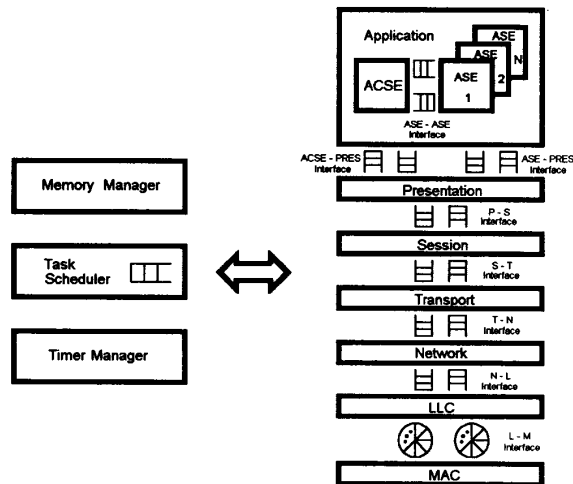 Memory Manager
Task
Scheduler
Timer Manager
Application
ASE
N
ASE
2
ASE
1
ACSE
ASE - ASE
Interface
ACSE - PRES
Interface
ASE - PRES
Interface
Presentation
P - S
Interface
Session
S - T
Interface
Transport
T - N
Interface
Network
N - L
Interface
LLC
L - M
Interface
MAC